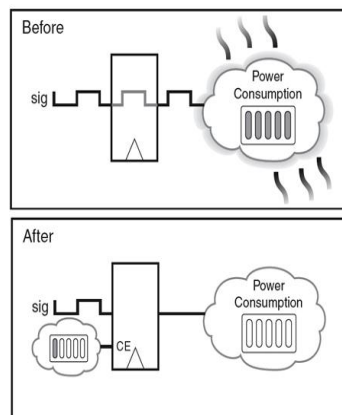 Before
sig
Power
Consumption
After
sig
CE
Power
Consumption